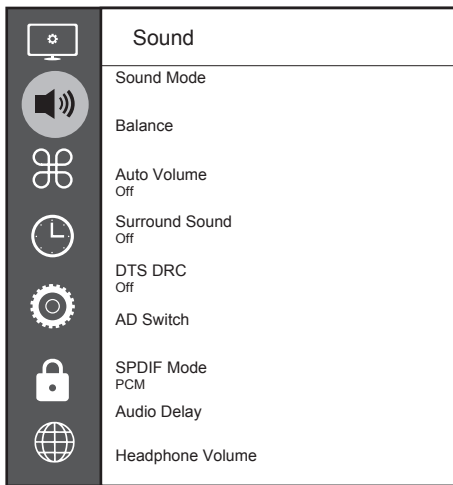 Sound
Sound Mode
Balance
Auto Volume
Off
Surround Sound
Off
DTS DRC
Off
AD Switch
SPDIF Mode
PCM
Audio Delay
Headphone Volume